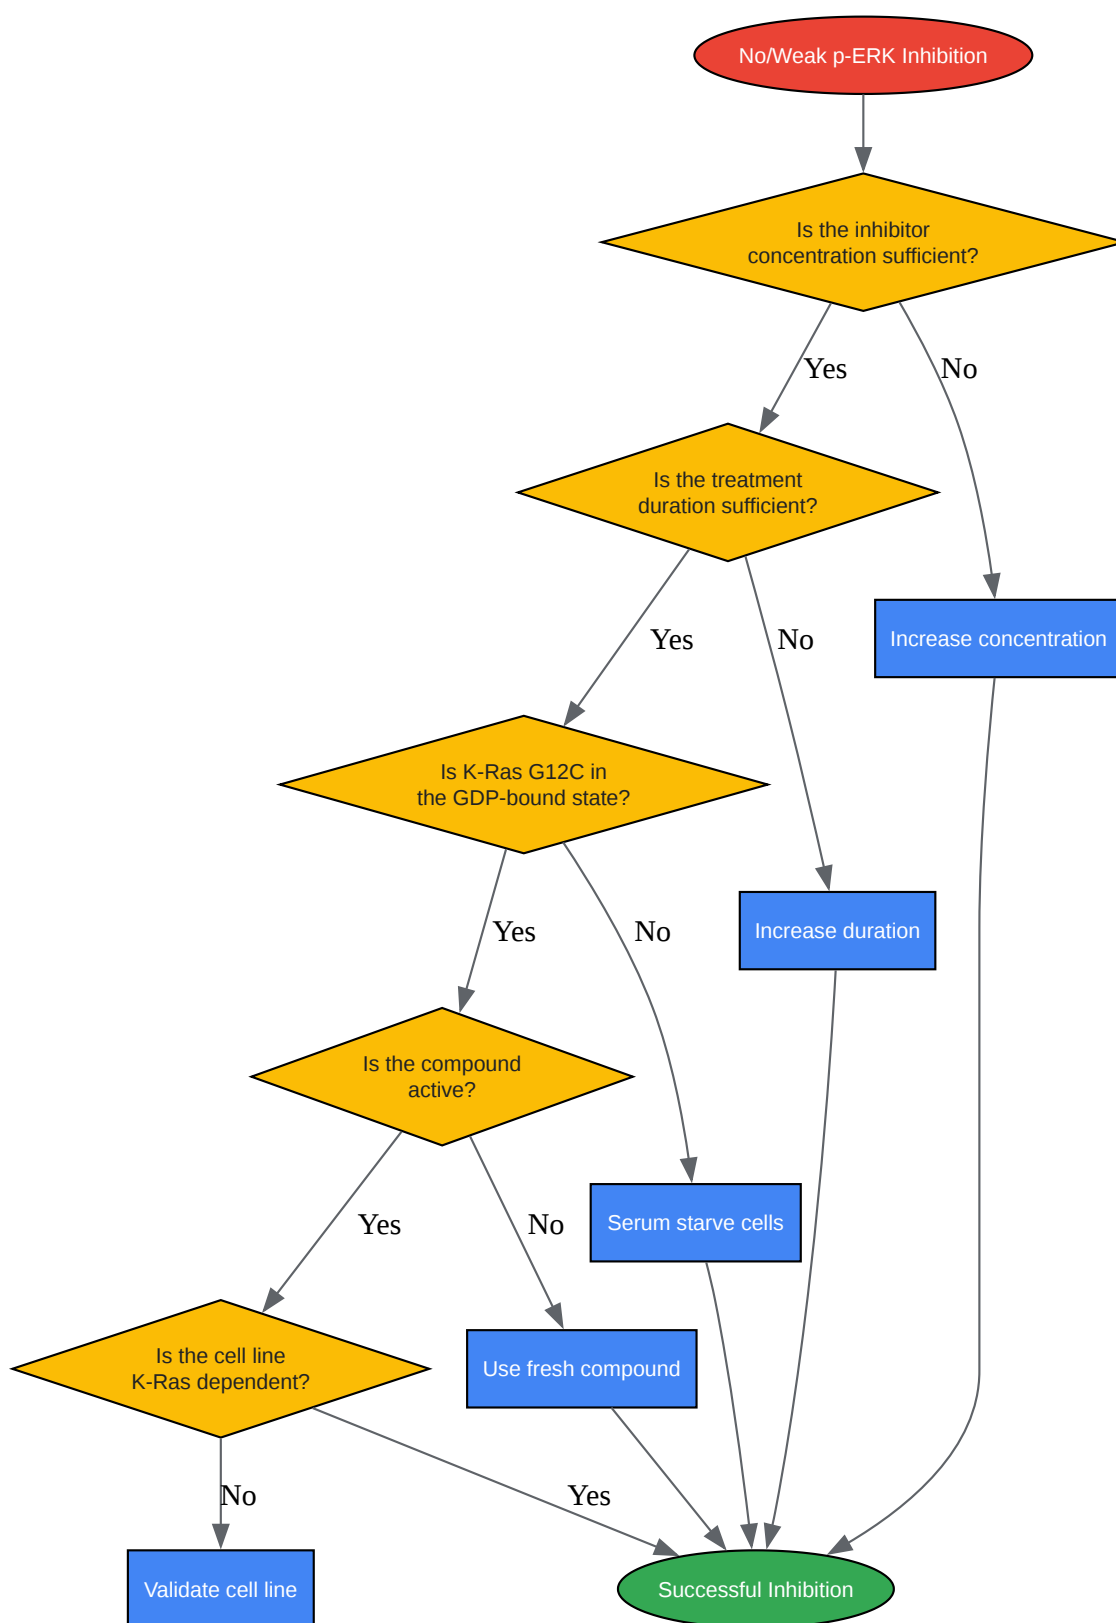 No/Weak p-ERK Inhibition
Is the inhibitor
concentration sufficient?
Yes
No
Is the treatment
duration sufficient?
Yes
No
Increase concentration
Is K-Ras G12C in
the GDP-bound state?
Yes
No
Increase duration
Is the compound
active?
Yes
No
Serum starve cells
Is the cell line
K-Ras dependent?
Use fresh compound
No
Yes
Validate cell line
Successful Inhibition